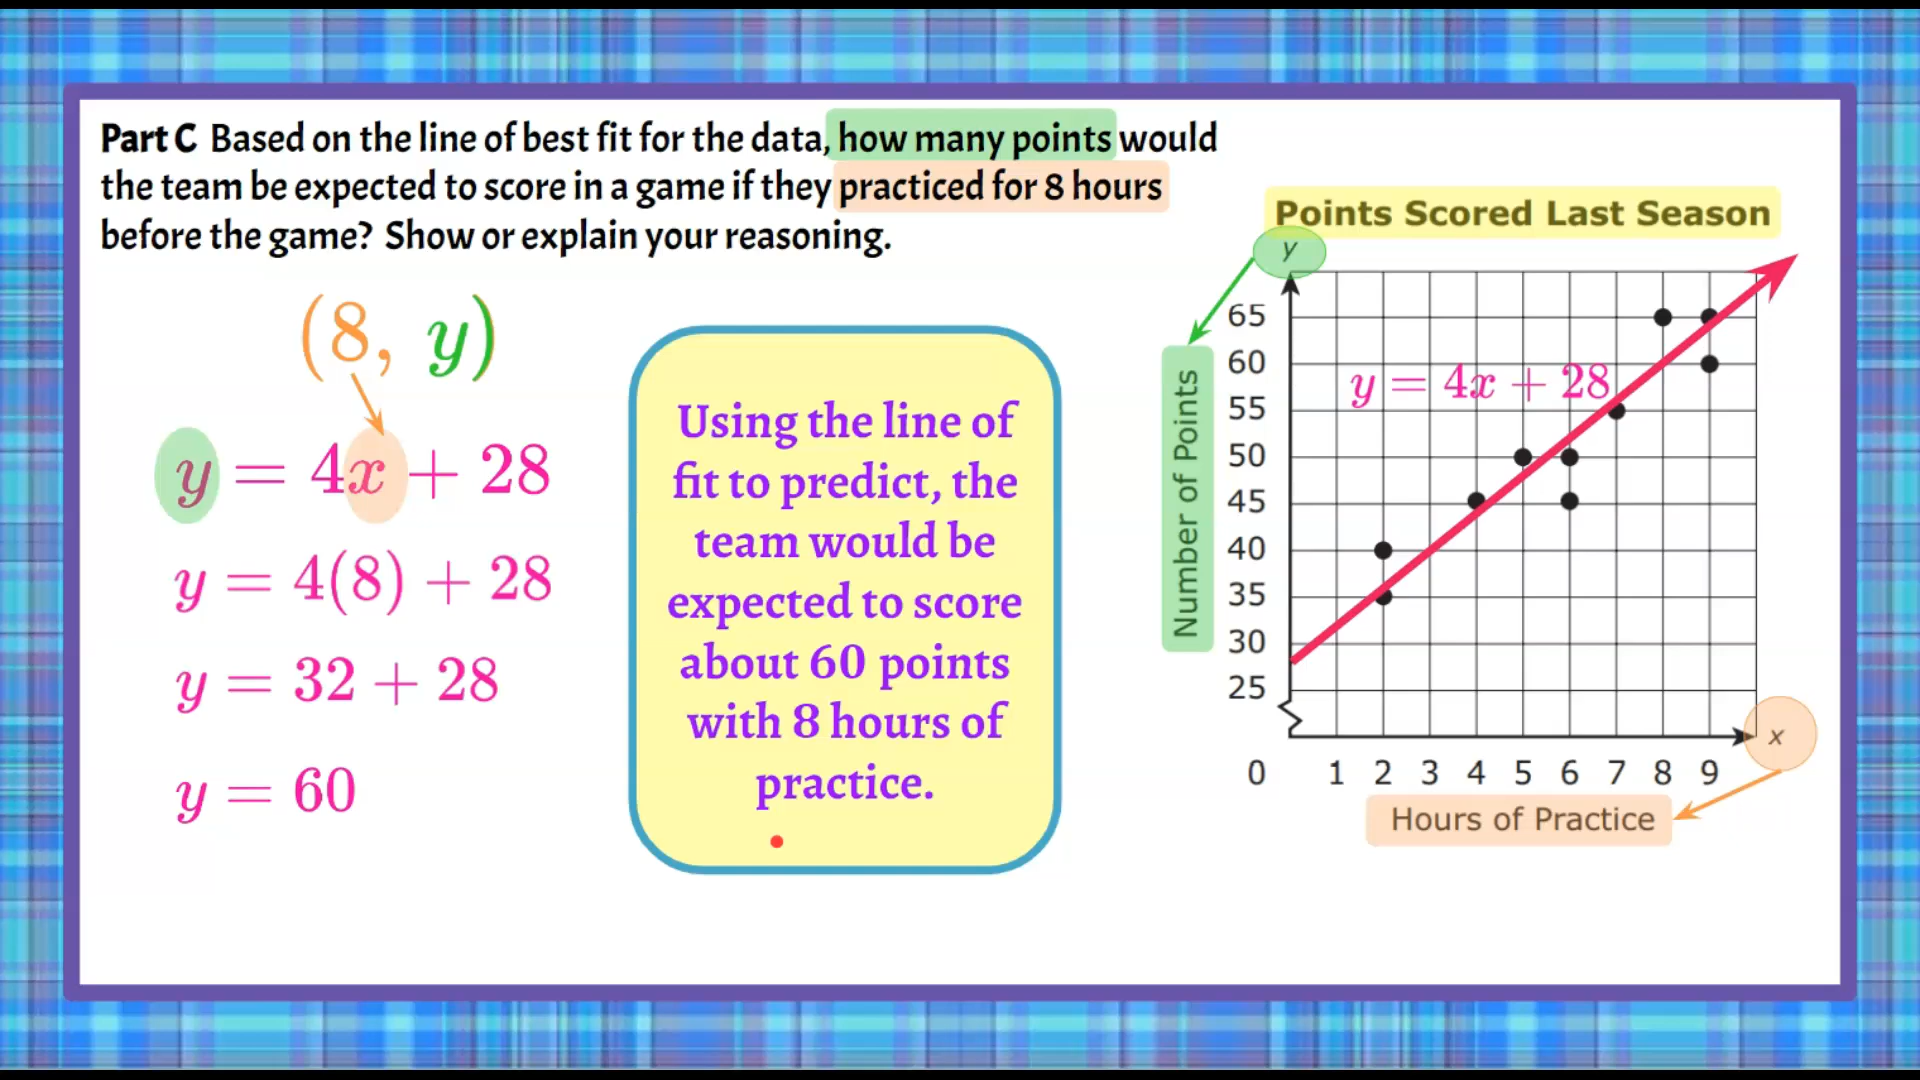 Part C Based on the line of best fit for the data, how many points would
the team be expected to score in a game if they practiced for 8 hours
before the game? Show or explain your reasoning.
(8, y)
y = 4x + 28
y = 4(8) + 28
y = 32 + 28
y = 60
Using the line of
fit to predict, the
team would be
expected to score
about 60 points
with 8 hours of
practice.
Points Scored Last Season
y
65
60
55
50
45
40
35
30
25
Number of Points
y = 4x + 28
x
0 1 2 3 4 5 6 7 8 9
Hours of Practice